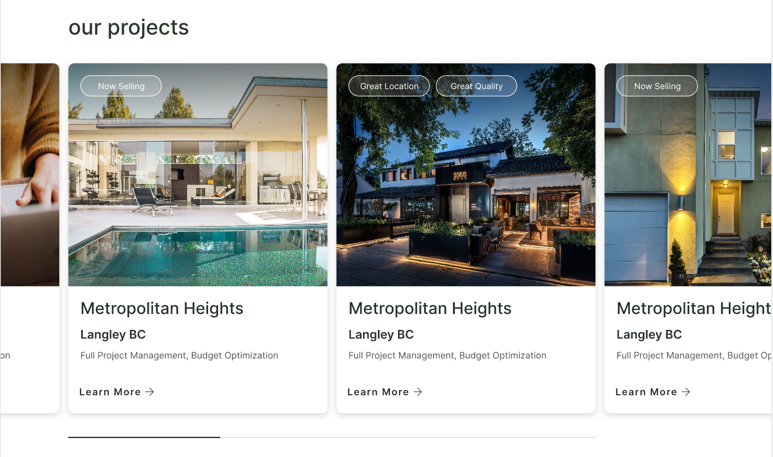 our projects
Now Selling
Great Location
Great Quality
Now Selling
Metropolitan Heights
Metropolitan Heights
Metropolitan Height
Langley BC
Langley BC
Langley BC
on
Full Project Management, Budget Optimization
Full Project Management, Budget Optimization
Full Project Management, Budget Op
Learn More →
Learn More →
Learn More →